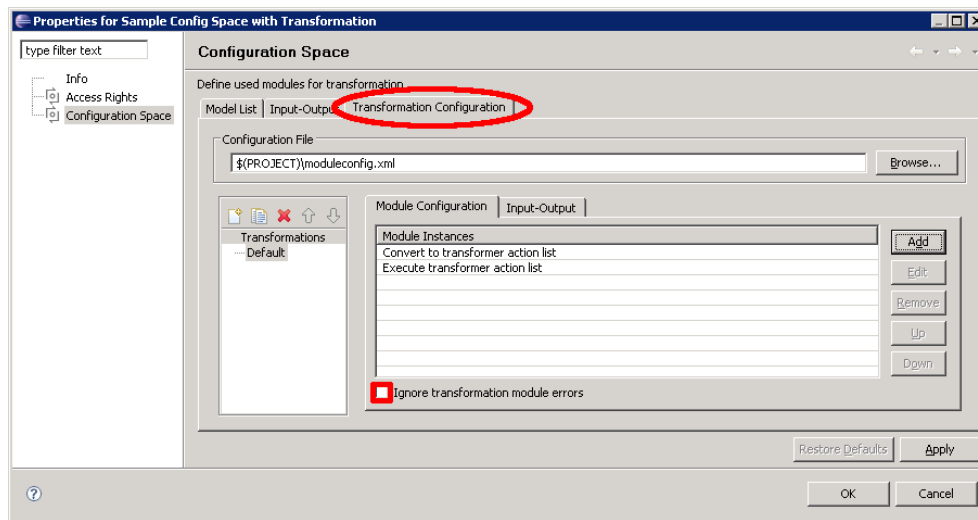 Properties for Sample Config Space with Transformation
type filter text
Configuration Space
Info
Access Rights
Configuration Space
Define used modules for transformation
Model List
Input-Output
Transformation Configuration
Configuration File
$(PROJECT)\moduleconfig.xml
Browse...
Transformations
Default
Module Configuration
Input-Output
Module Instances
Convert to transformer action list
Execute transformer action list
Add
Edit
Remove
Up
Down
Ignore transformation module errors
Restore Defaults
Apply
?
OK
Cancel